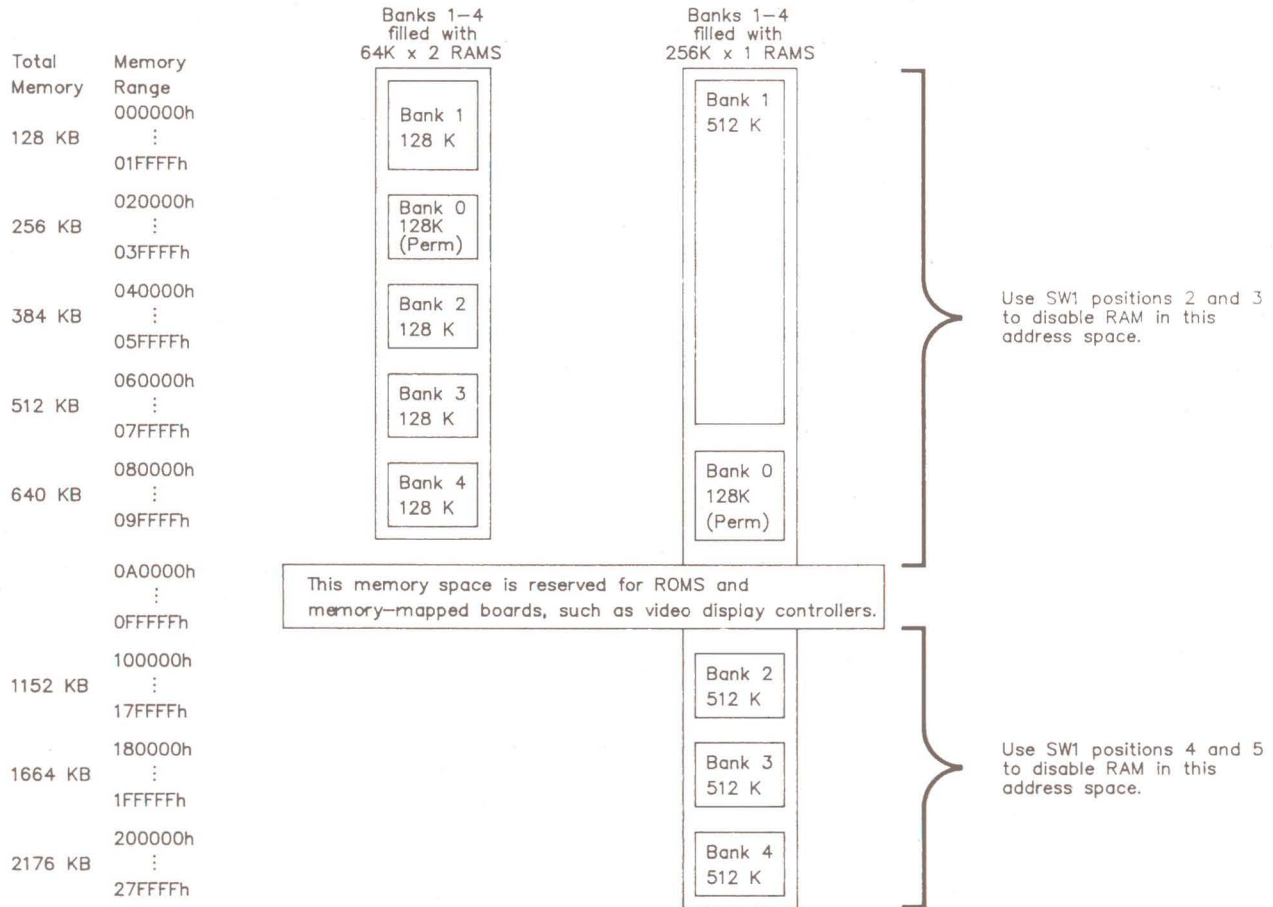 Banks 1–4
filled with
64K x 2 RAMS
Banks 1–4
filled with
256K x 1 RAMS
Total
Memory
Memory
Range
000000h
128 KB
⋮
01FFFFh
020000h
256 KB
⋮
03FFFFh
040000h
384 KB
⋮
05FFFFh
060000h
512 KB
⋮
07FFFFh
080000h
640 KB
⋮
09FFFFh
0A0000h
⋮
0FFFFFh
100000h
1152 KB
⋮
17FFFFh
180000h
1664 KB
⋮
1FFFFFh
200000h
2176 KB
⋮
27FFFFh
Bank 1
128 K
Bank 0
128K
(Perm)
Bank 2
128 K
Bank 3
128 K
Bank 4
128 K
Bank 1
512 K
Bank 0
128K
(Perm)
This memory space is reserved for ROMS and
memory–mapped boards, such as video display controllers.
Bank 2
512 K
Bank 3
512 K
Bank 4
512 K
Use SW1 positions 2 and 3
to disable RAM in this
address space.
Use SW1 positions 4 and 5
to disable RAM in this
address space.